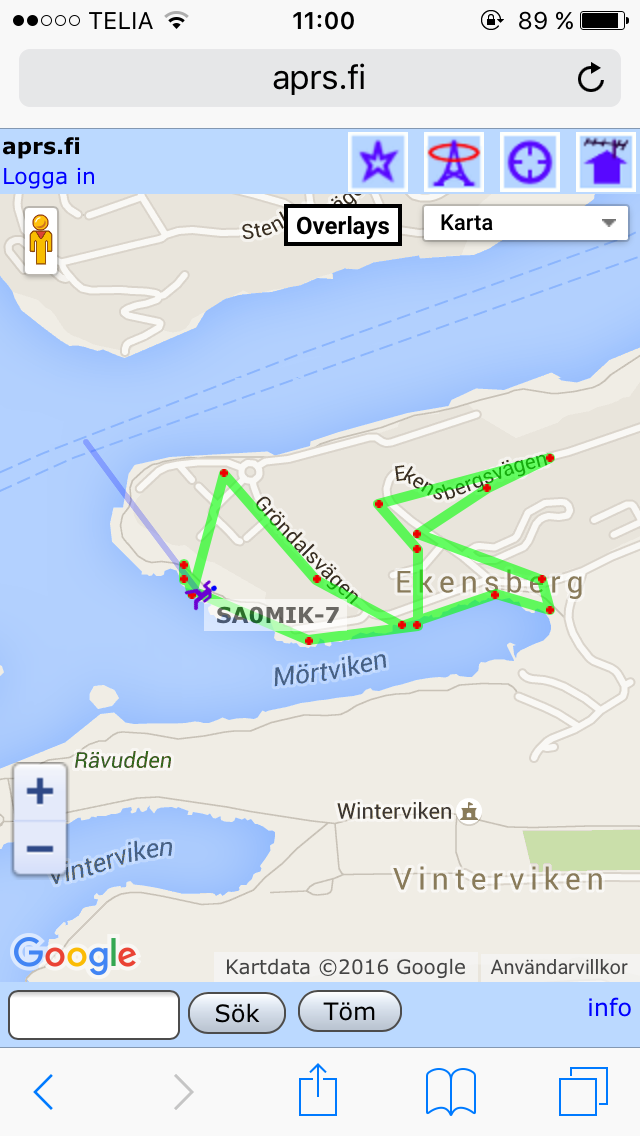 TELIA 11:00 89 %
aprs.fi
aprs.fi
Logga in
Overlays
Karta
Ekensbergsvägen
Gröndalsvägen
Ekensberg
SA0MIK-7
Mörtviken
Rävudden
+
−
Winterviken
Vinterviken
Vinterviken
Google
Kartdata ©2016 Google
Användarvillkor
Sök
Töm
info